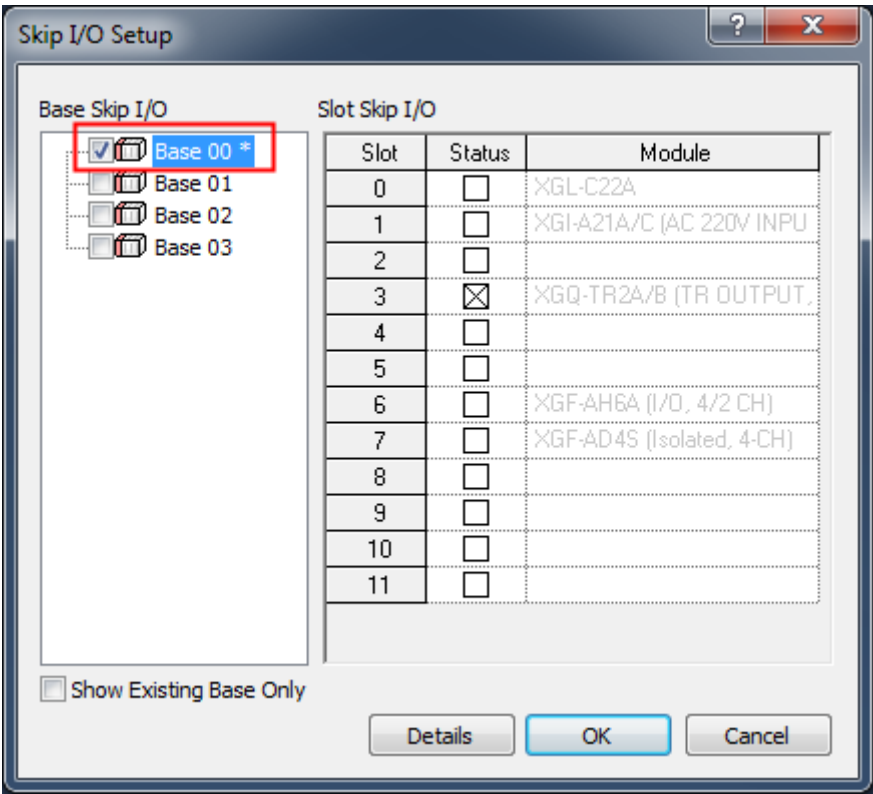 Skip I/O Setup
?
Base Skip I/O
Base 00 *
Base 01
Base 02
Base 03
Slot Skip I/O
Slot Status Module
0 XGL-C22A
1 XGI-A21A/C (AC 220V INPU
2
3 XGQ-TR2A/B (TR OUTPUT,
4
5
6 XGF-AH6A (I/O, 4/2 CH)
7 XGF-AD4S (Isolated, 4-CH)
8
9
10
11
Show Existing Base Only
Details OK Cancel